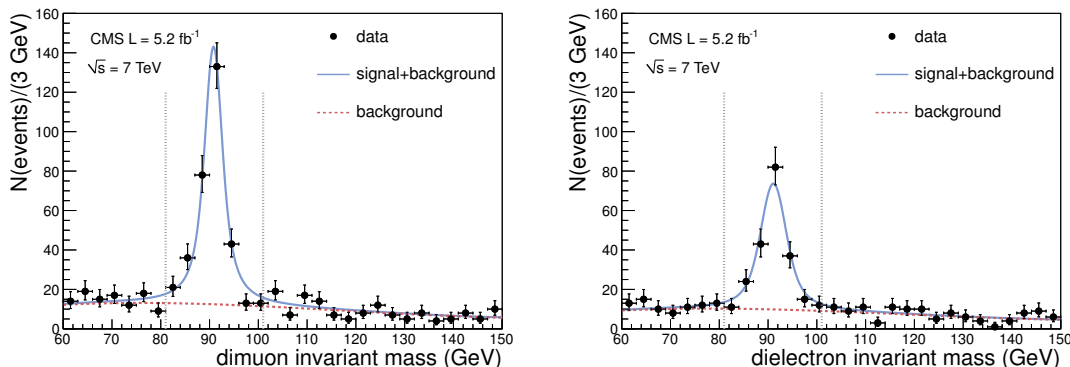 N(events)/(3 GeV)
160
140
120
100
80
60
40
20
0
CMS L = 5.2 fb⁻¹
√s = 7 TeV
data
signal+background
background
60 70 80 90 100 110 120 130 140 150
dimuon invariant mass (GeV)
N(events)/(3 GeV)
160
140
120
100
80
60
40
20
0
CMS L = 5.2 fb⁻¹
√s = 7 TeV
data
signal+background
background
60 70 80 90 100 110 120 130 140 150
dielectron invariant mass (GeV)